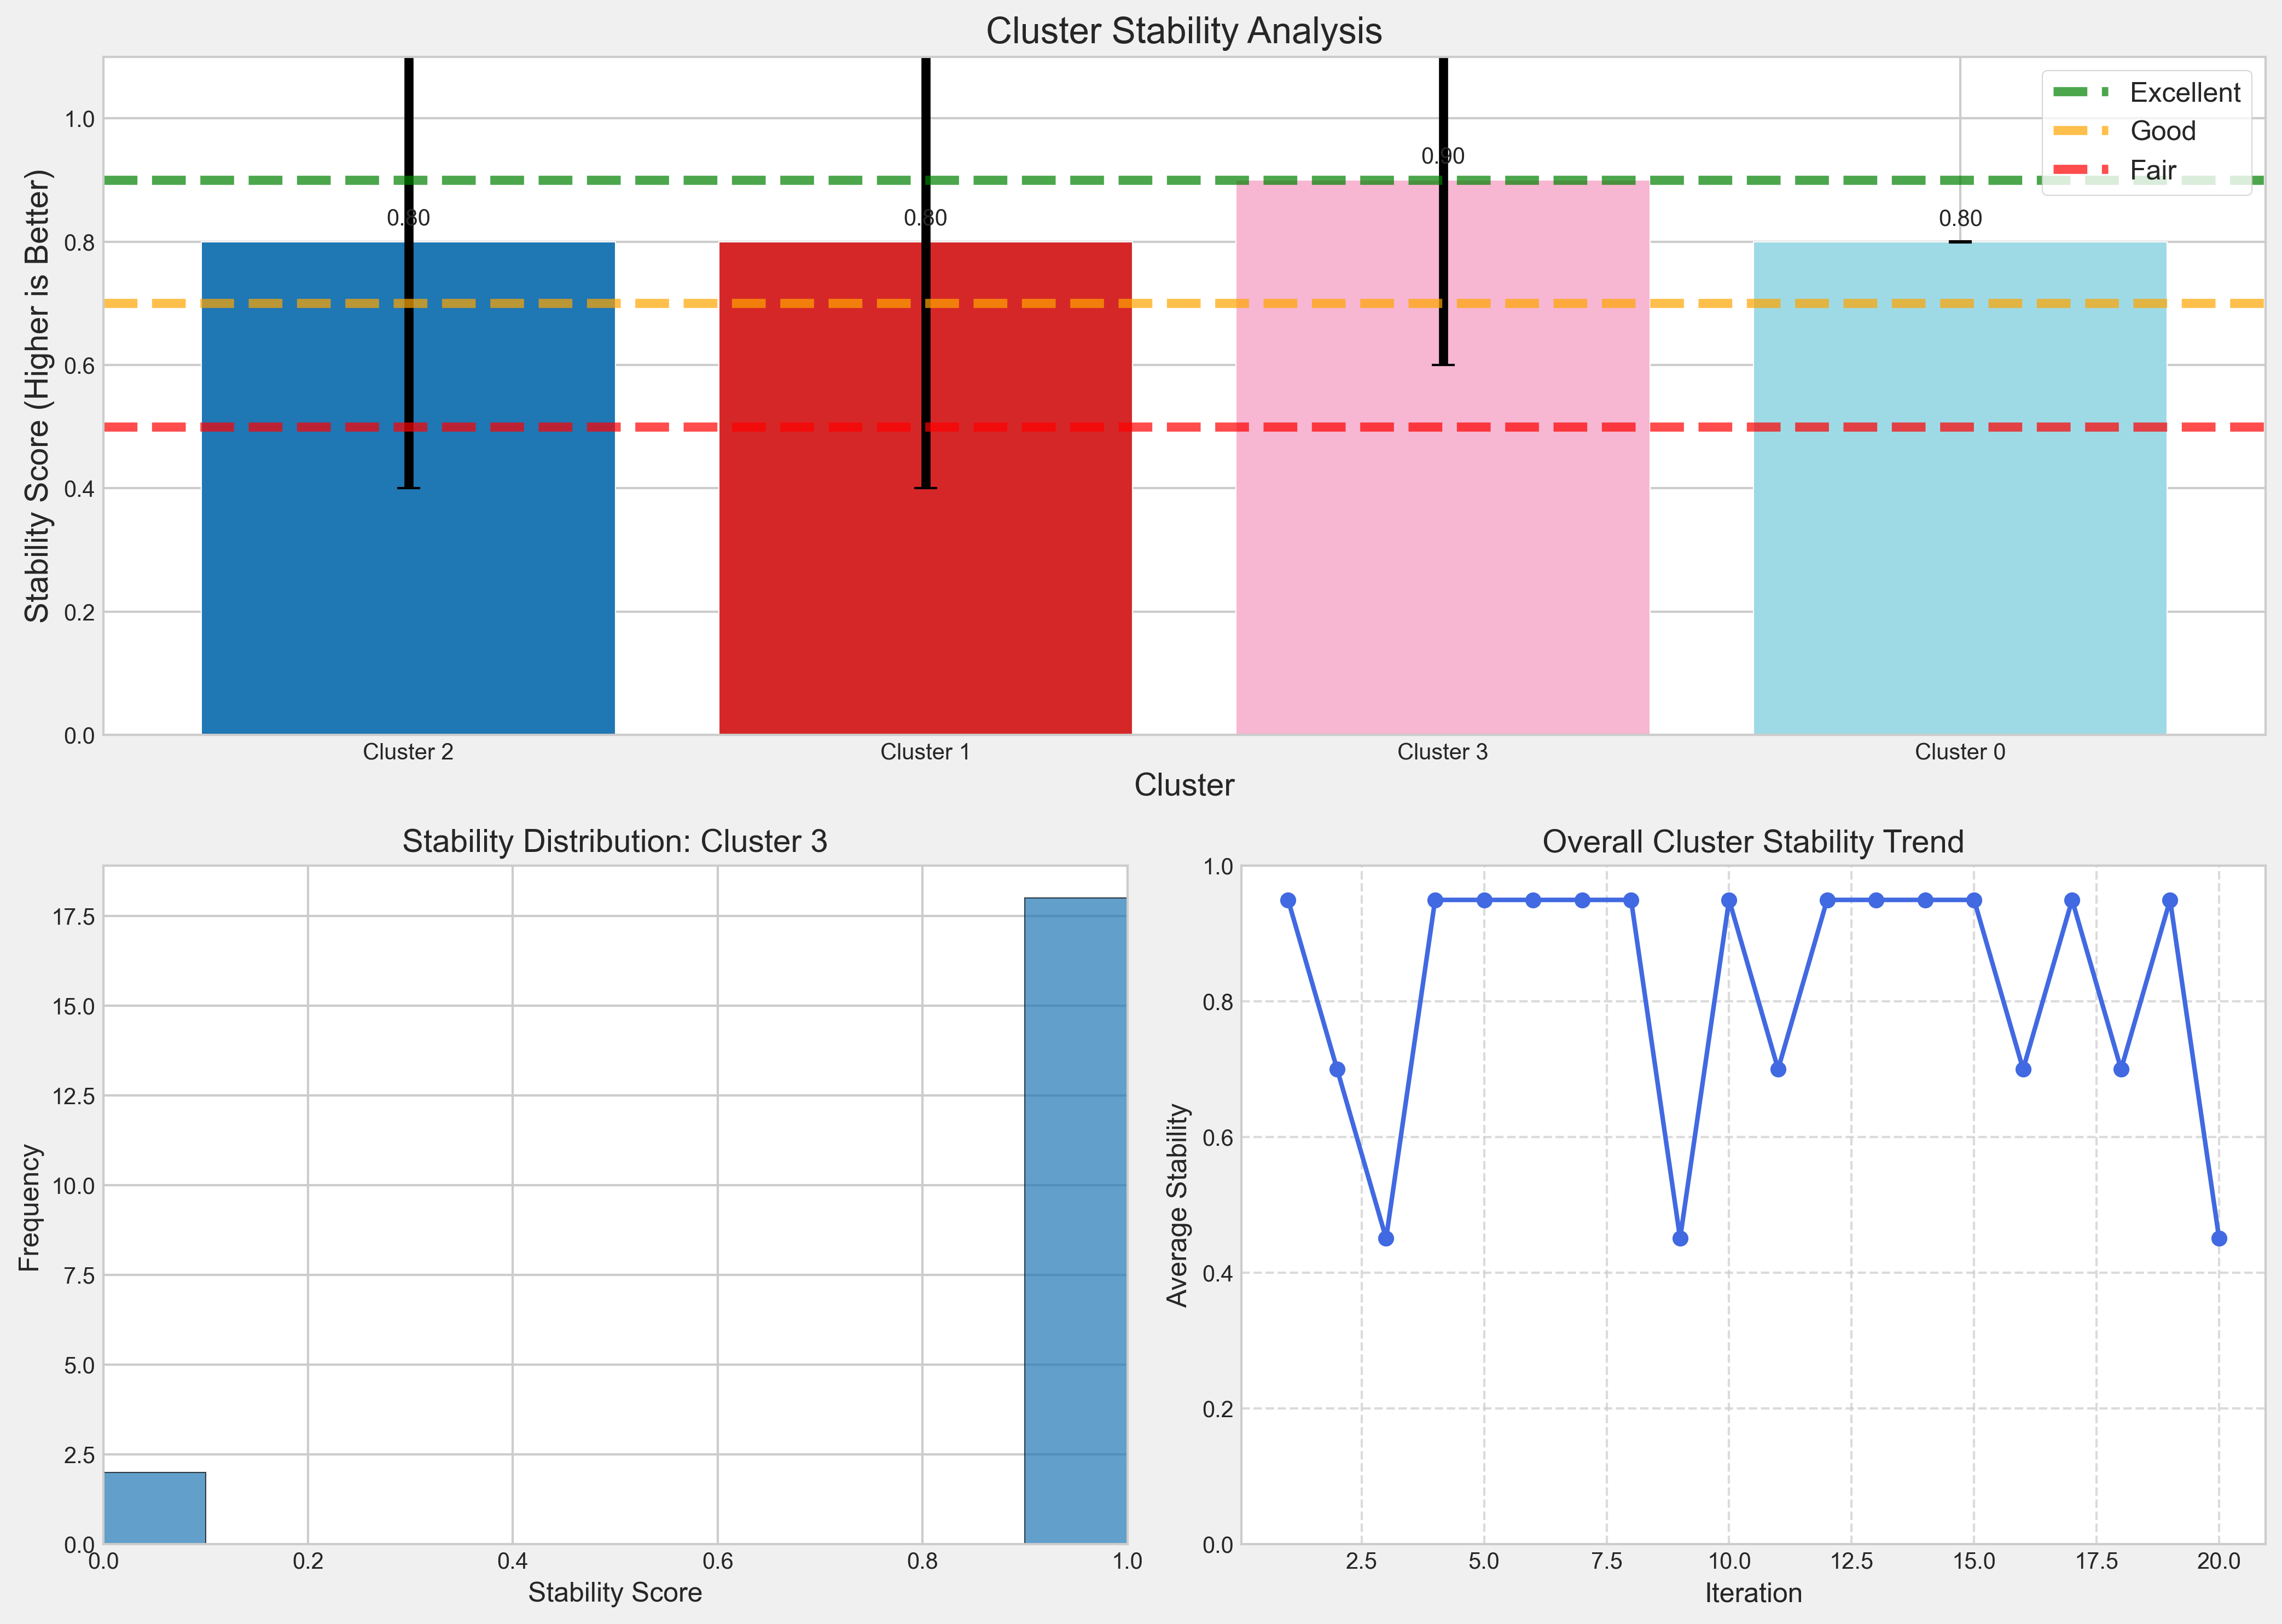 Cluster Stability Analysis
Stability Score (Higher is Better)
1.0
0.8
0.6
0.4
0.2
0.0
0.80
0.80
0.90
0.80
Excellent
Good
Fair
Cluster 2
Cluster 1
Cluster 3
Cluster 0
Cluster
Stability Distribution: Cluster 3
Frequency
17.5
15.0
12.5
10.0
7.5
5.0
2.5
0.0
0.0
0.2
0.4
0.6
0.8
1.0
Stability Score
Overall Cluster Stability Trend
Average Stability
1.0
0.8
0.6
0.4
0.2
0.0
2.5
5.0
7.5
10.0
12.5
15.0
17.5
20.0
Iteration